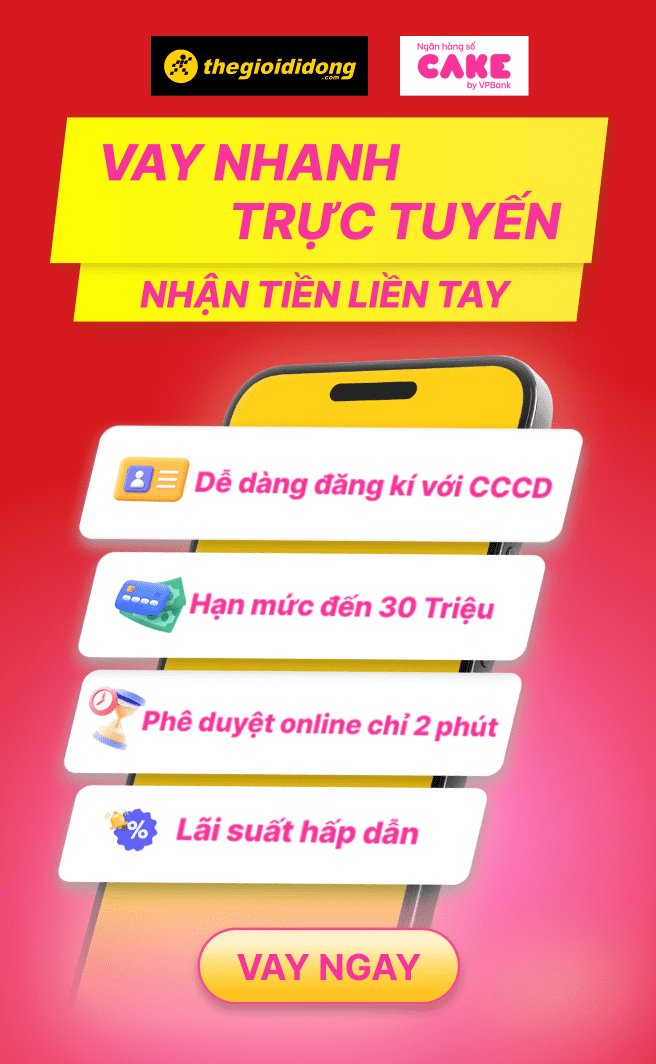 thegioididong
.com
Ngân hàng số
CAKE
by VPBank
VAY NHANH
TRỰC TUYẾN
NHẬN TIỀN LIỀN TAY
Dễ dàng đăng kí với CCCD
Hạn mức đến 30 Triệu
Phê duyệt online chỉ 2 phút
%
Lãi suất hấp dẫn
VAY NGAY